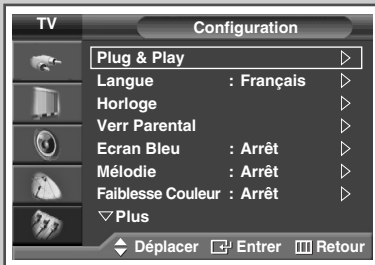 TV Configuration
Plug & Play
Langue : Français
Horloge
Verr Parental
Ecran Bleu : Arrêt
Mélodie : Arrêt
Faiblesse Couleur : Arrêt
Plus
Déplacer Entrer Retour